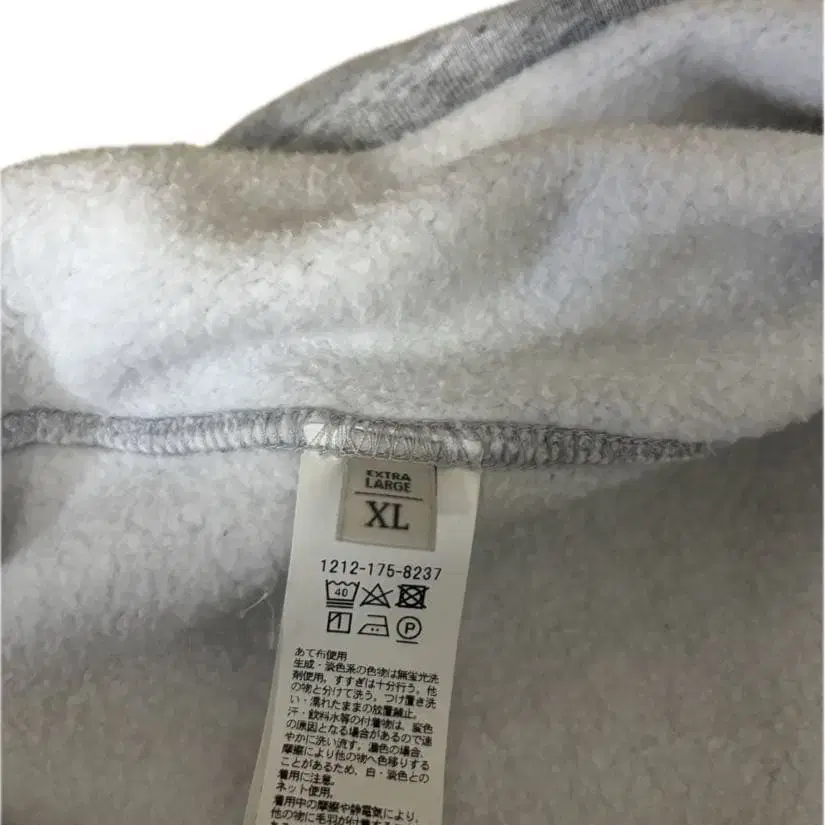 EXTRA
LARGE
XL
1212-175-8237
40
P
あて布使用
生成・淡色系の色物は無蛍光洗
剤使用。すすぎは十分行う。他
の物と分けて洗う。つけ置き洗
い・濡れたままの放置厳止。
汗・飲料水等の付着物は、変色
の原因となる場合があるので速
やかに洗い流す。濃色の場合、
摩擦により他の物へ色移りする
ことがあるため、白・淡色との
着用に注意。
ネット使用。
着用中の摩擦や静電気により、
他の物に毛羽が付着する